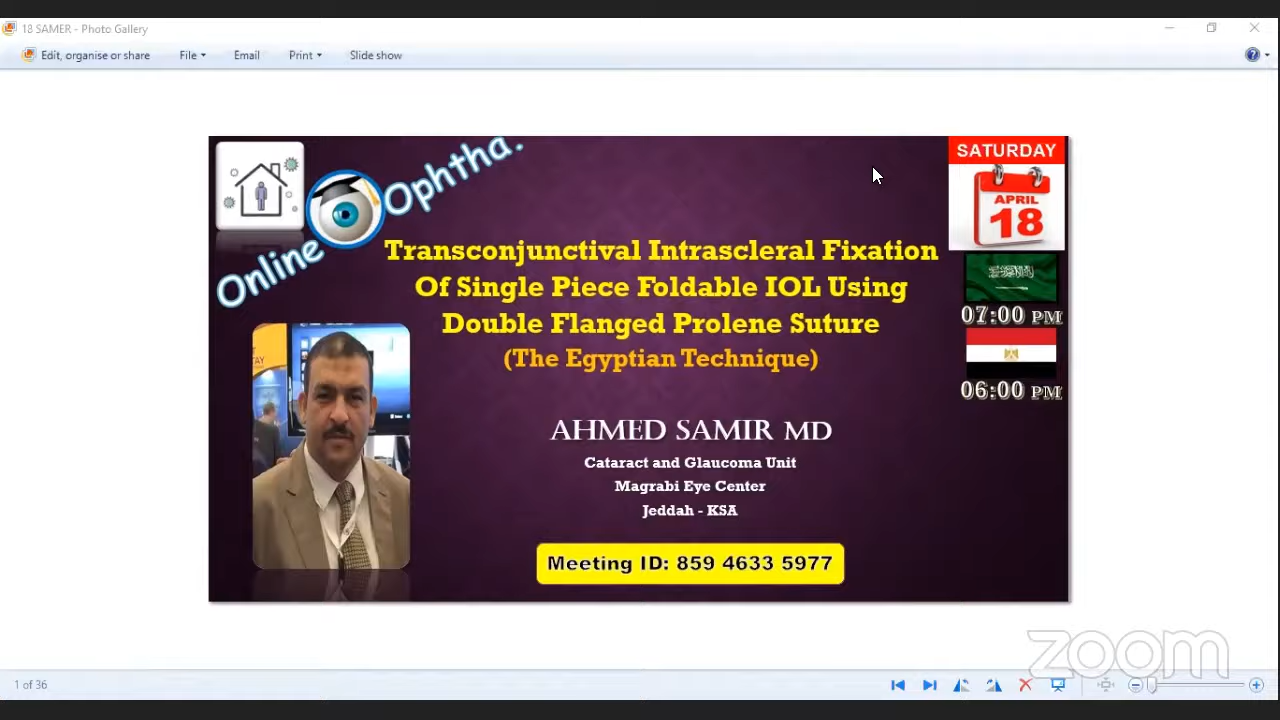 18 SAMER - Photo Gallery
Edit, organise or share File Email Print Slide show
Online Ophtha.
SATURDAY
APRIL
18
Transconjunctival Intrascleral Fixation
Of Single Piece Foldable IOL Using
Double Flanged Prolene Suture
(The Egyptian Technique)
07:00 PM
06:00 PM
AHMED SAMIR MD
Cataract and Glaucoma Unit
Magrabi Eye Center
Jeddah - KSA
Meeting ID: 859 4633 5977
zoom
1 of 36